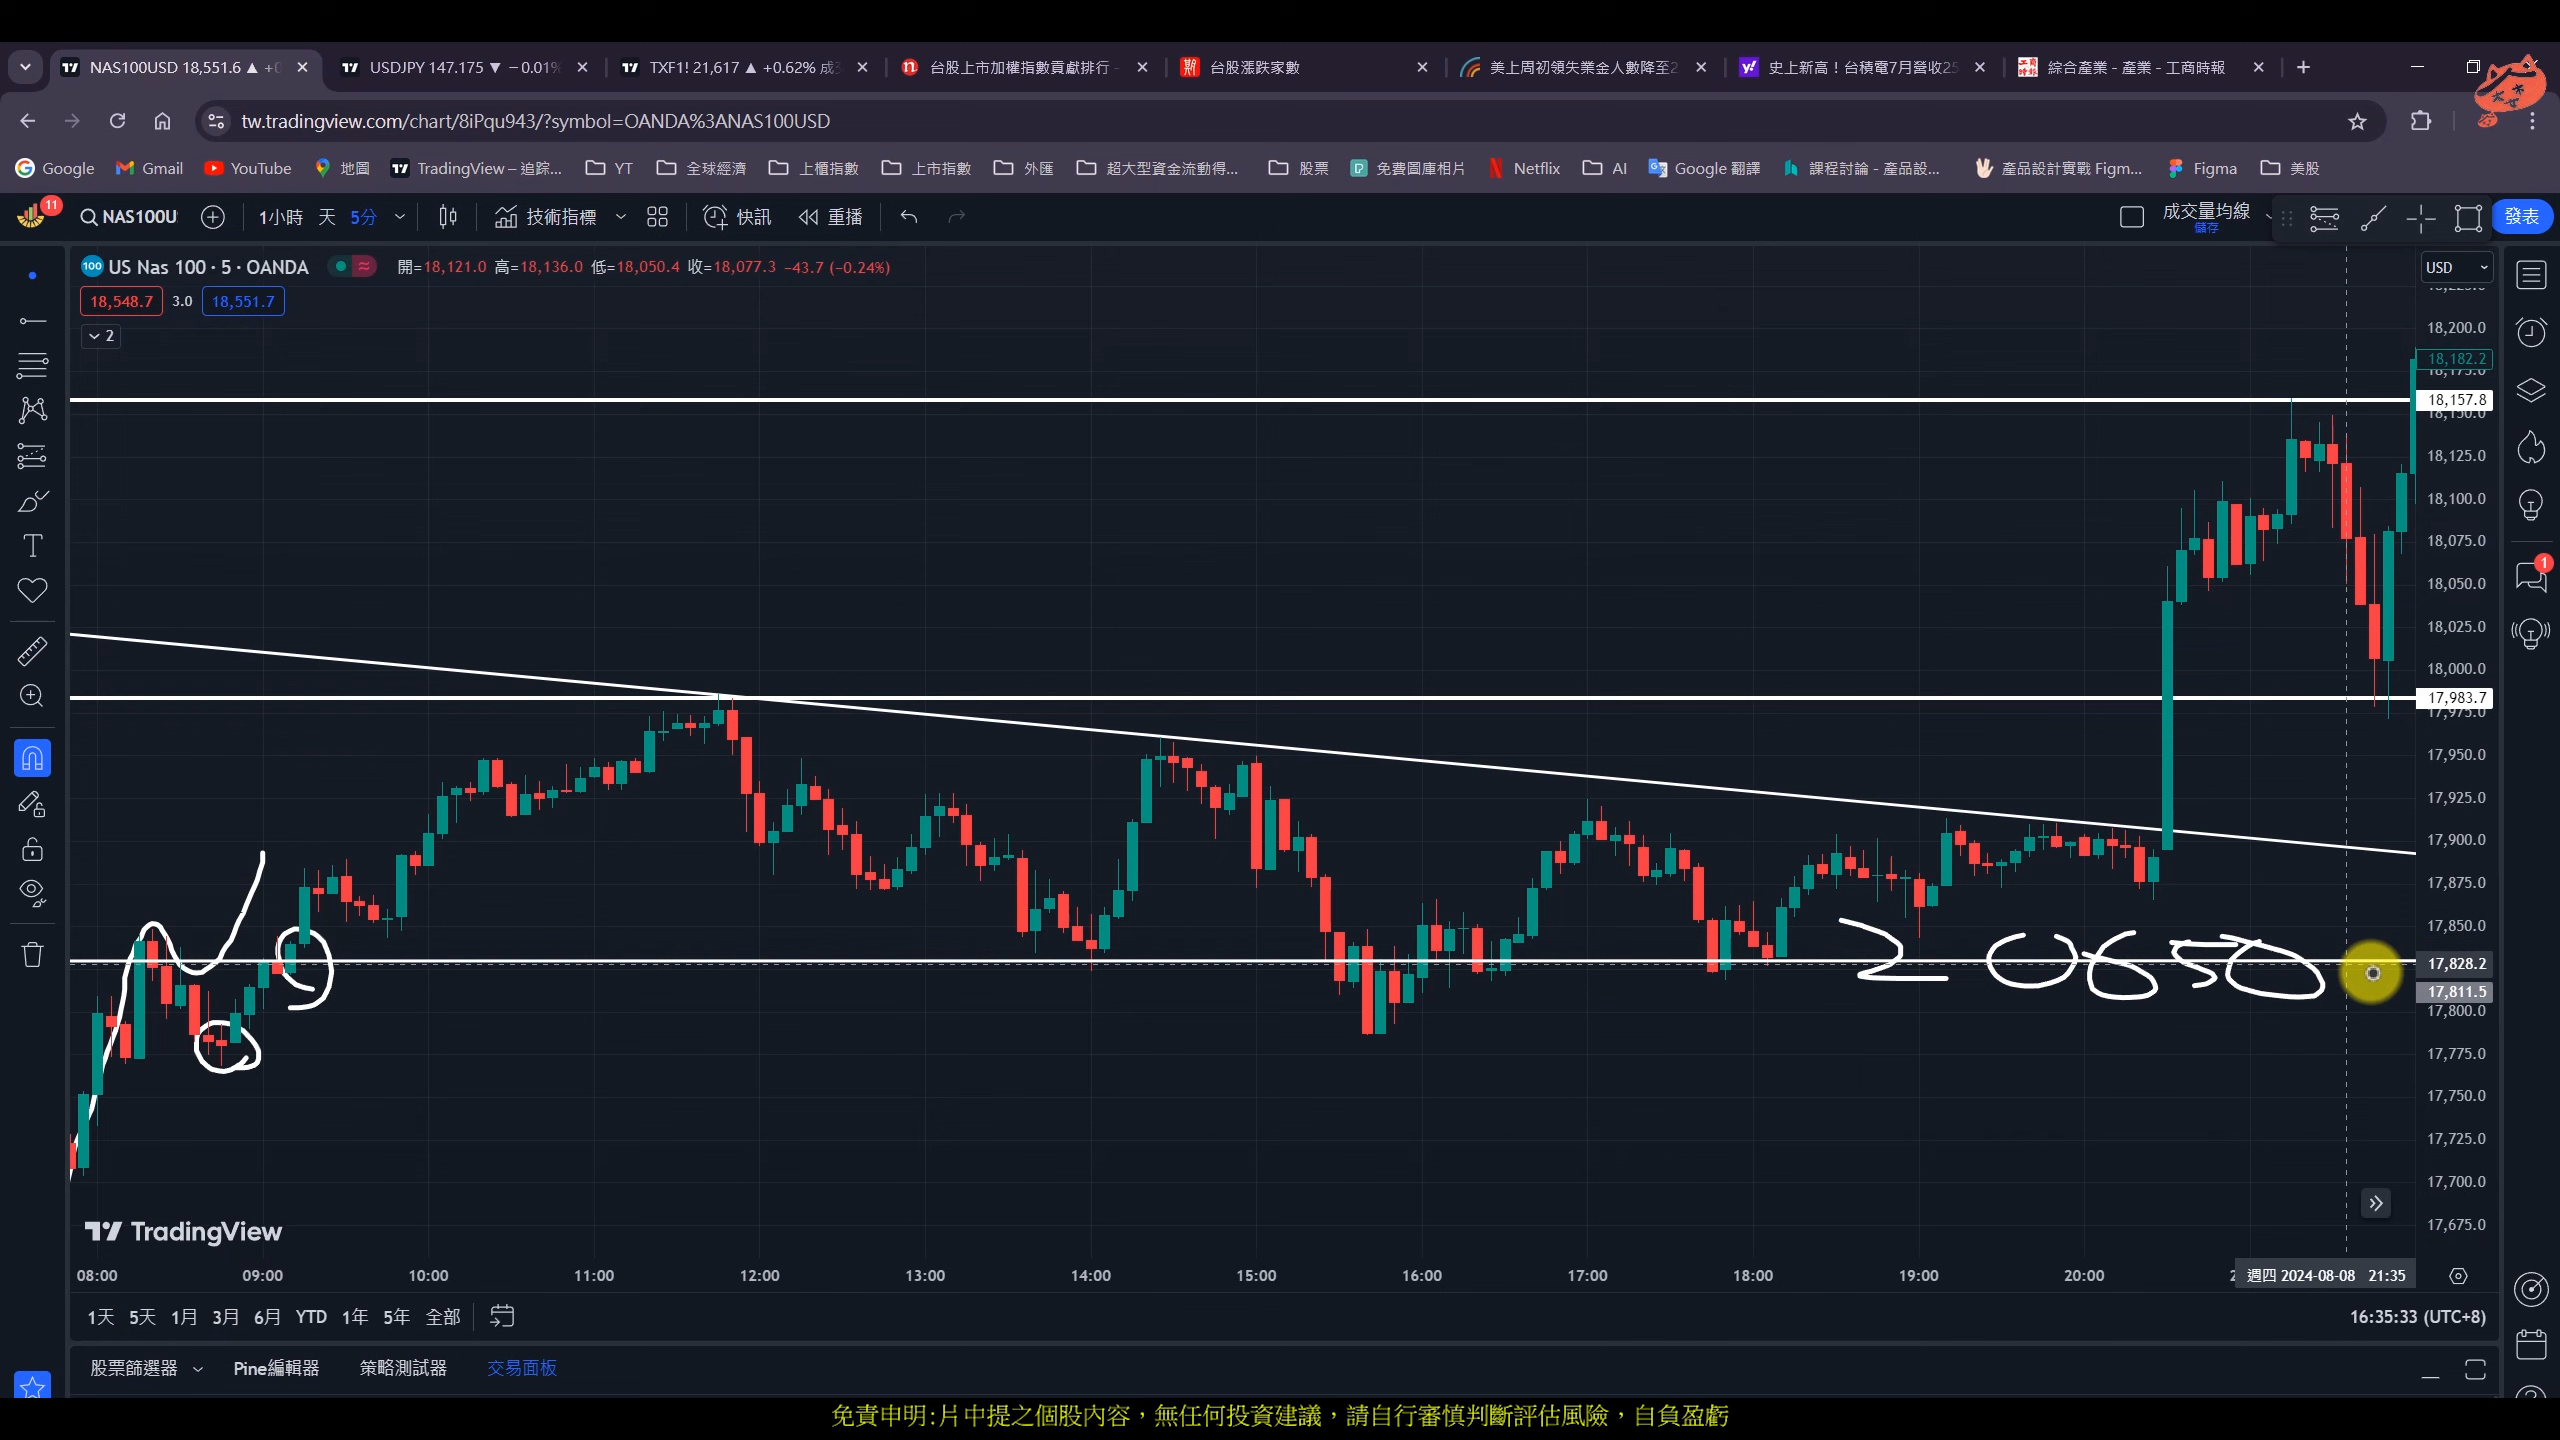 NAS100USD 18,551.6 ▲ +0
USDJPY 147.175 ▼ −0.01%
TXF1! 21,617 ▲ +0.62%
台股上市加權指數貢獻排行 -
台股漲跌家數
美上周初領失業金人數降至2
史上新高！台積電7月營收25
綜合產業 - 產業 - 工商時報
tw.tradingview.com/chart/8iPqu943/?symbol=OANDA%3ANAS100USD
Google
Gmail
YouTube
地圖
TradingView – 追踪...
YT
全球經濟
上櫃指數
上市指數
外匯
超大型資金流動得...
股票
免費圖庫相片
Netflix
AI
Google 翻譯
課程討論 - 產品設...
產品設計實戰 Figm...
Figma
美股
11
NAS100U
1小時 天 5分
技術指標
快訊
重播
成交量均線
儲存
發表
100 US Nas 100 · 5 · OANDA
開=18,121.0 高=18,136.0 低=18,050.4 收=18,077.3 −43.7 (−0.24%)
USD
18,548.7 3.0 18,551.7
2
18,200.0
18,182.2
18,175.0
18,157.8
18,150.0
18,125.0
18,100.0
18,075.0
18,050.0
18,025.0
18,000.0
17,983.7
17,975.0
17,950.0
17,925.0
17,900.0
17,875.0
17,850.0
17,828.2
17,811.5
17,800.0
17,775.0
17,750.0
17,725.0
17,700.0
17,675.0
20650
1
TradingView
08:00 09:00 10:00 11:00 12:00 13:00 14:00 15:00 16:00 17:00 18:00 19:00 20:00 週四 2024-08-08 21:35
1天 5天 1月 3月 6月 YTD 1年 5年 全部
16:35:33 (UTC+8)
股票篩選器 Pine編輯器 策略測試器 交易面板
免責申明:片中提之個股內容，無任何投資建議，請自行審慎判斷評估風險，自負盈虧